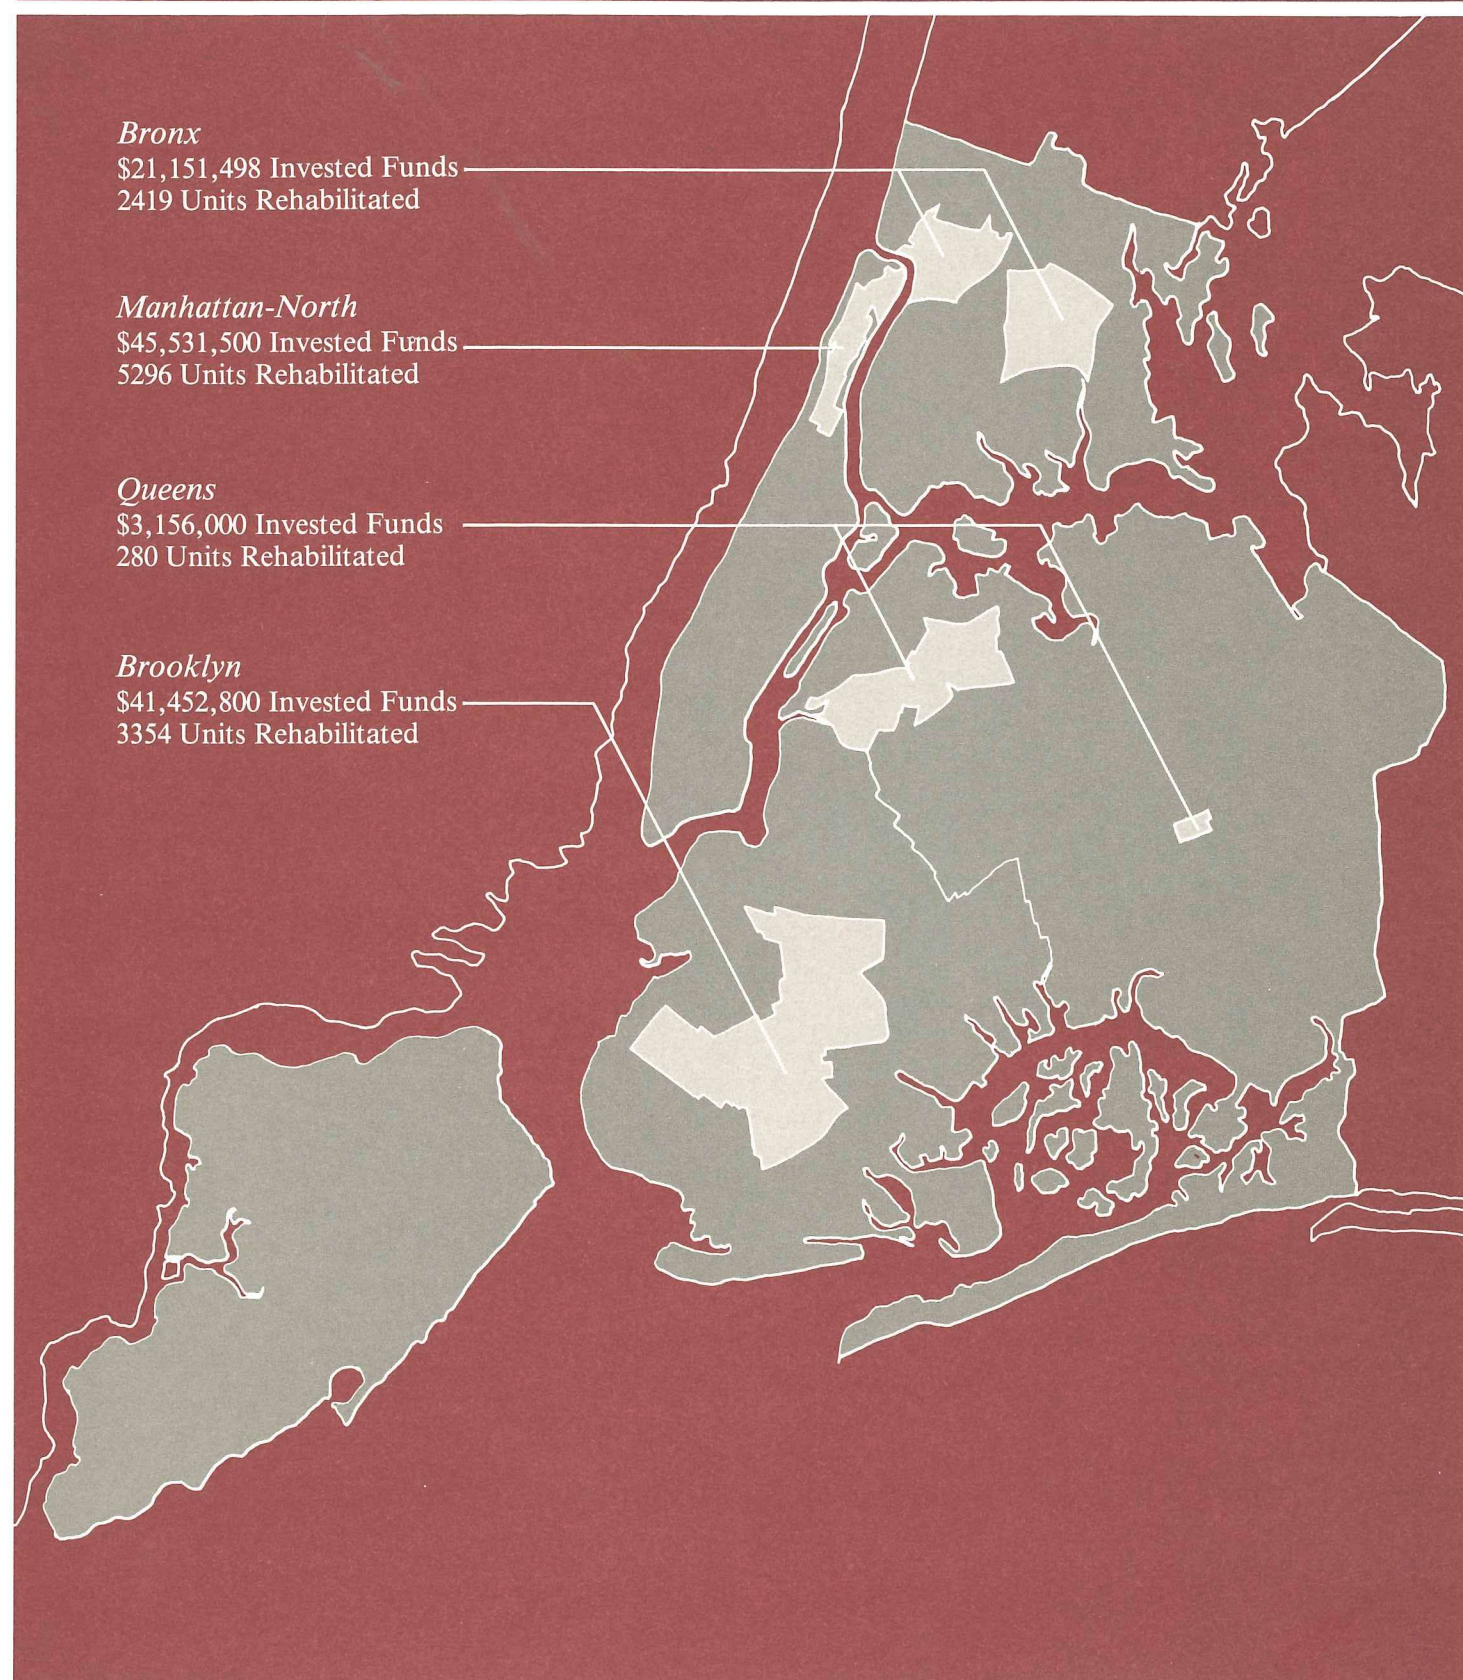 Bronx
$21,151,498 Invested Funds
2419 Units Rehabilitated
Manhattan-North
$45,531,500 Invested Funds
5296 Units Rehabilitated
Queens
$3,156,000 Invested Funds
280 Units Rehabilitated
Brooklyn
$41,452,800 Invested Funds
3354 Units Rehabilitated